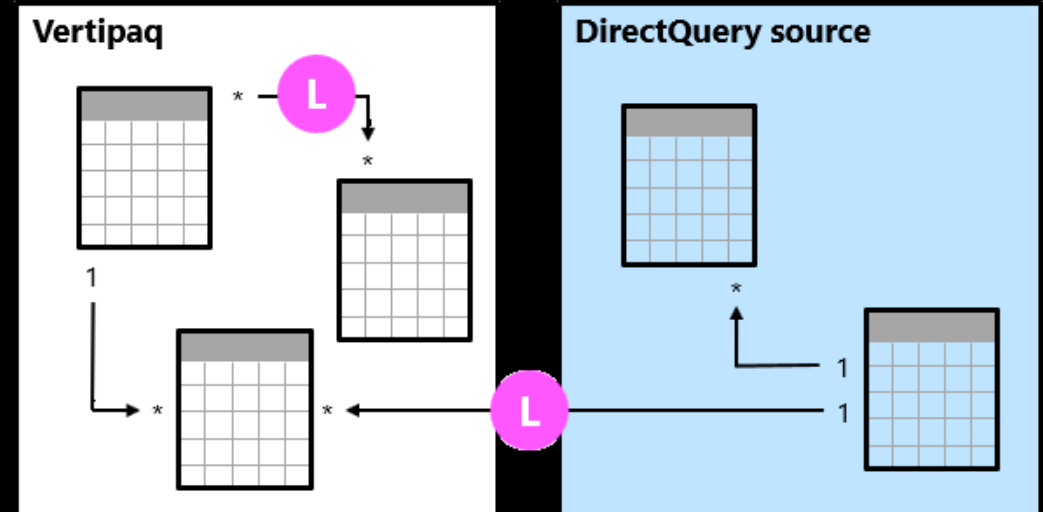 Vertipaq
* L
*
1
* *
DirectQuery source
*
1
L 1